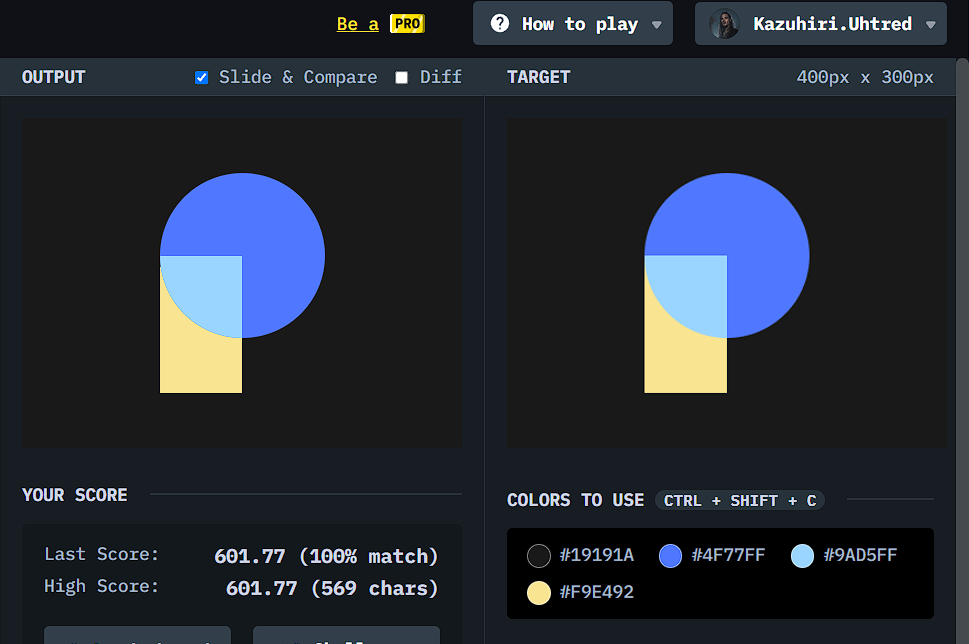 Be a PRO
How to play
Kazuhiri.Uhtred
OUTPUT
Slide & Compare
Diff
TARGET
400px x 300px
YOUR SCORE
Last Score: 601.77 (100% match)
High Score: 601.77 (569 chars)
COLORS TO USE CTRL + SHIFT + C
#19191A #4F77FF #9AD5FF
#F9E492